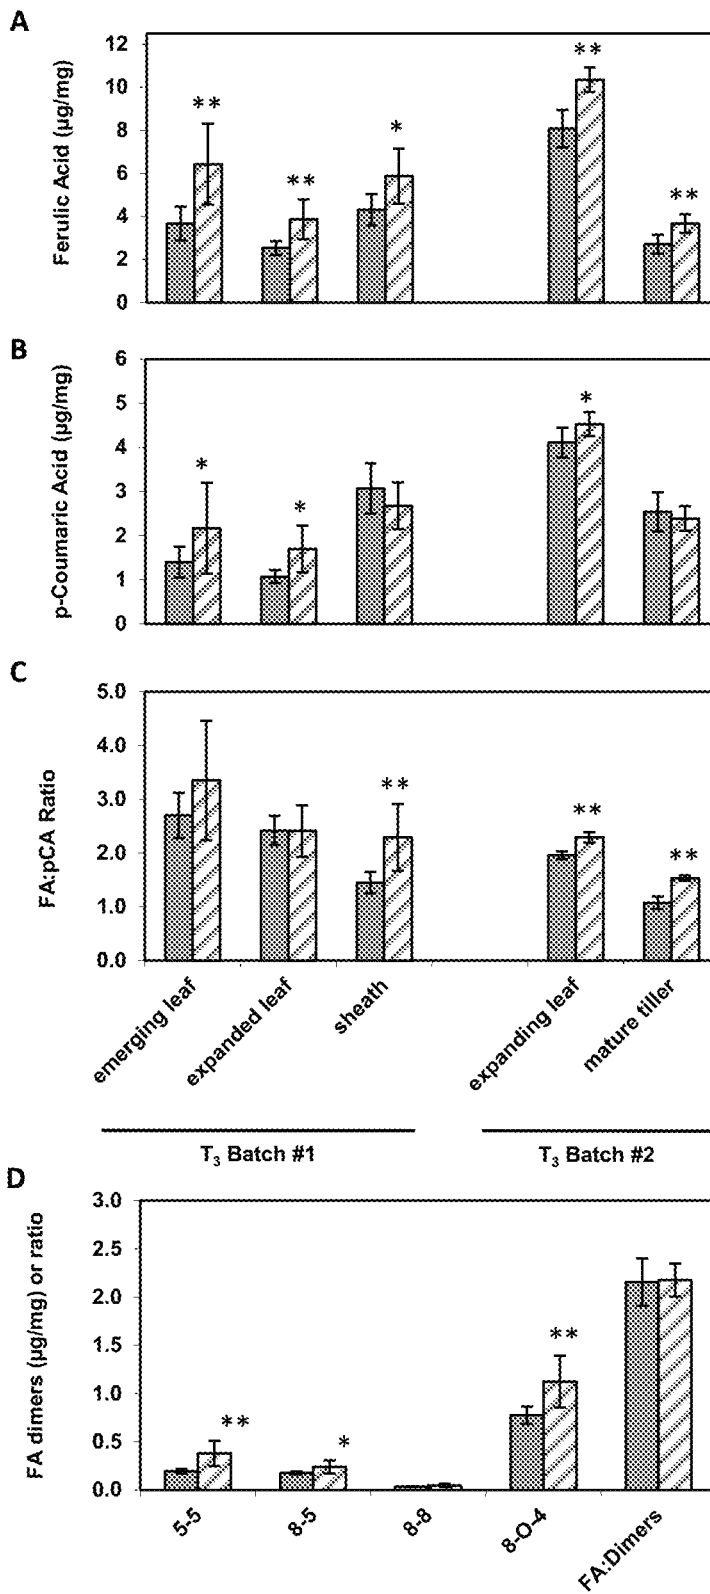 A
Ferulic Acid (µg/mg)
12
10
8
6
4
2
0
**
**
*
**
**
B
p-Coumaric Acid (µg/mg)
6
5
4
3
2
1
0
*
*
*
C
FA:pCA Ratio
5.0
4.0
3.0
2.0
1.0
0.0
**
**
**
emerging leaf
expanded leaf
sheath
expanding leaf
mature tiller
T₃ Batch #1
T₃ Batch #2
D
FA dimers (µg/mg) or ratio
3.0
2.5
2.0
1.5
1.0
0.5
0.0
**
*
**
5-5
8-5
8-8
8-O-4
FA:Dimers